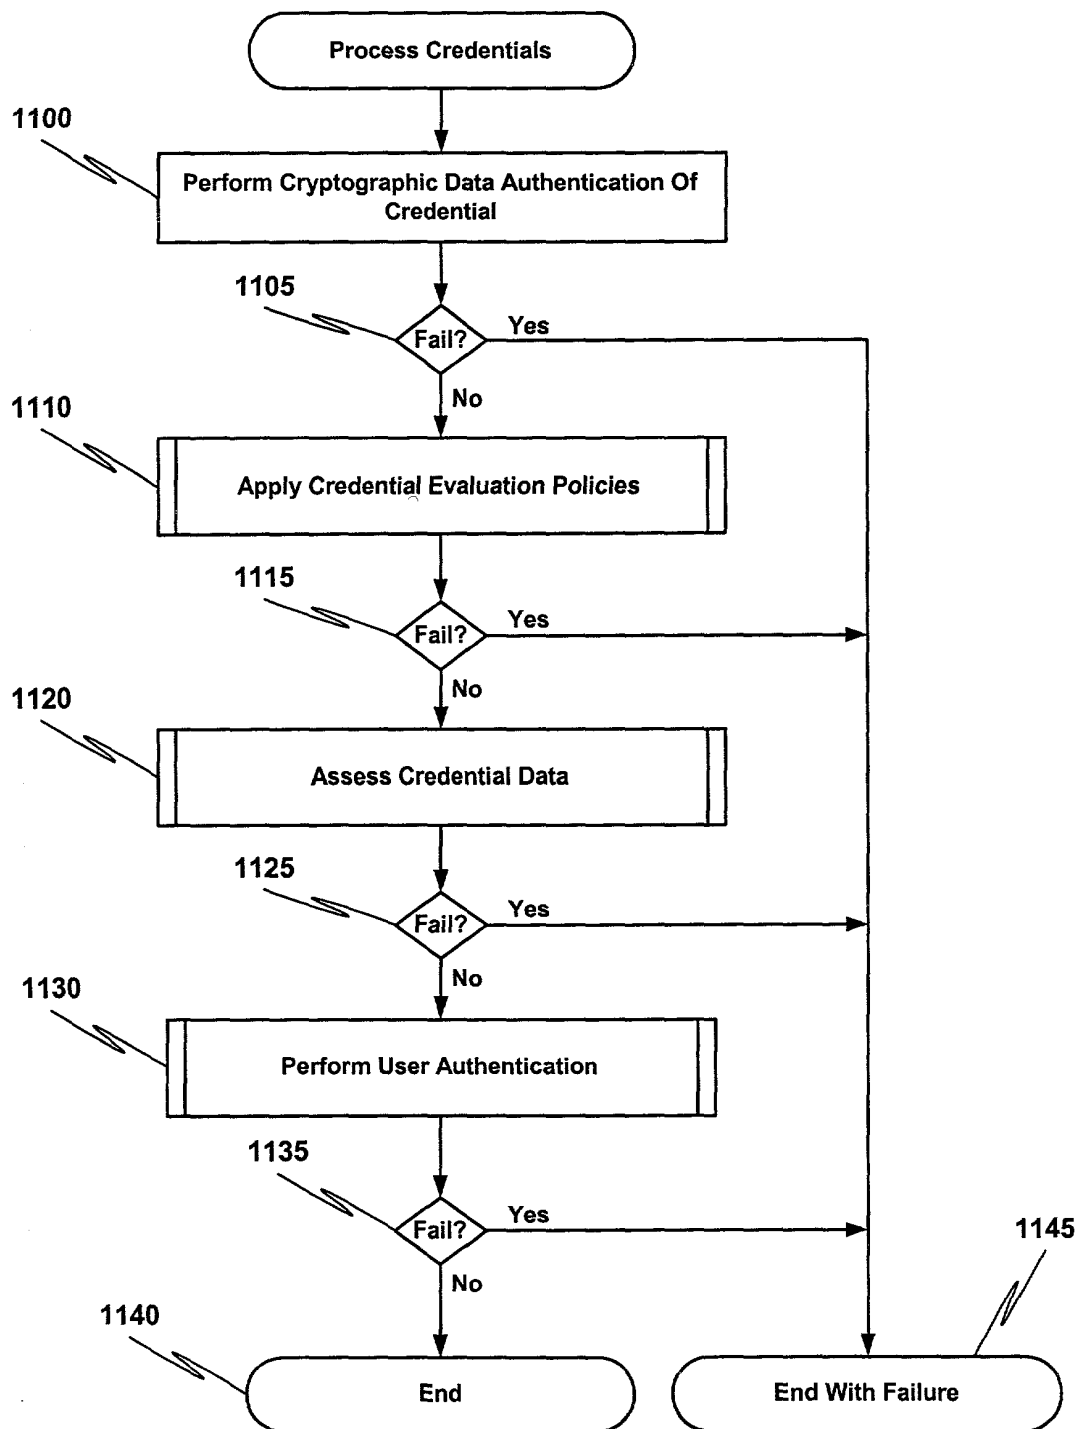 Process Credentials
1100
Perform Cryptographic Data Authentication Of
Credential
1105
Fail?
Yes
No
1110
Apply Credential Evaluation Policies
1115
Fail?
Yes
No
1120
Assess Credential Data
1125
Fail?
Yes
No
1130
Perform User Authentication
1135
Fail?
Yes
No
1145
1140
End
End With Failure